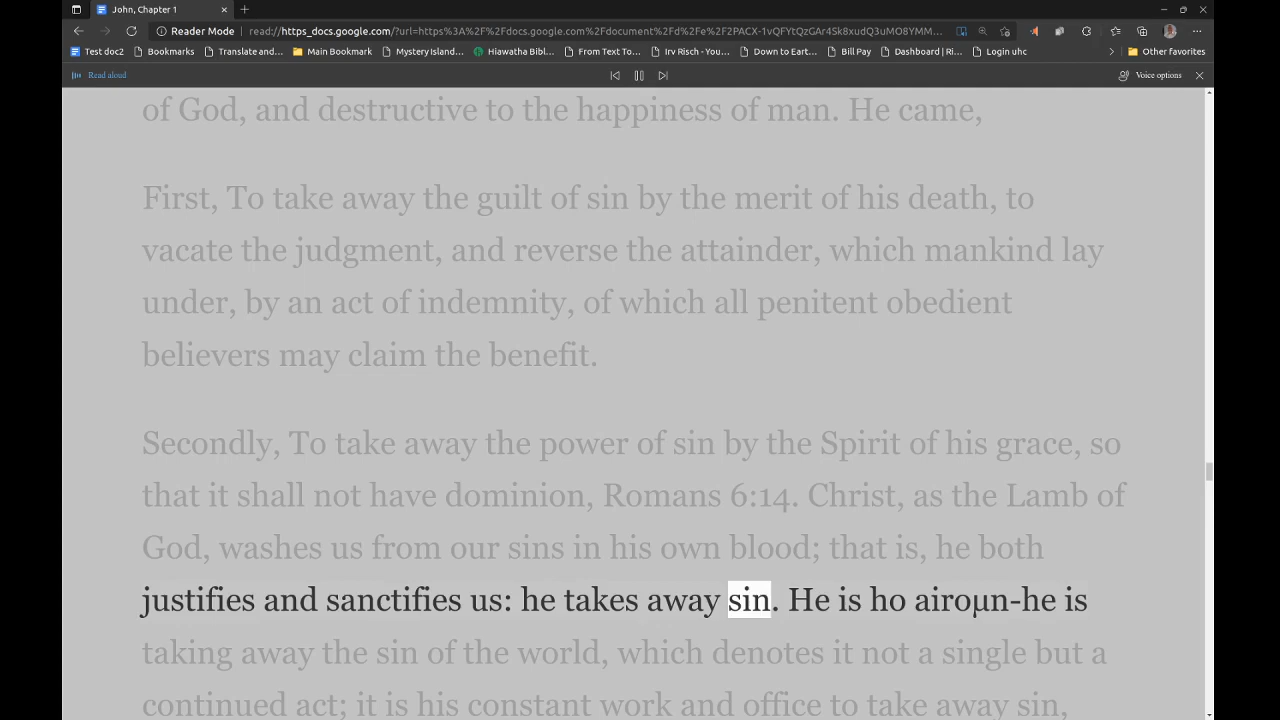 John, Chapter 1
Reader Mode
read://https_docs.google.com/?url=https%3A%2F%2Fdocs.google.com%2Fdocument%2Fd%2Fe%2F2PACX-1vQFYtQzGAr4Sk8xudQ3uMO8YMM...
Test doc2
Bookmarks
Translate and...
Main Bookmark
Mystery Island...
Hiawatha Bibl...
From Text To...
Irv Risch - You...
Down to Eart...
Bill Pay
Dashboard | Ri...
Login uhc
Other favorites
Read aloud
Voice options
of God, and destructive to the happiness of man. He came,
First, To take away the guilt of sin by the merit of his death, to
vacate the judgment, and reverse the attainder, which mankind lay
under, by an act of indemnity, of which all penitent obedient
believers may claim the benefit.
Secondly, To take away the power of sin by the Spirit of his grace, so
that it shall not have dominion, Romans 6:14. Christ, as the Lamb of
God, washes us from our sins in his own blood; that is, he both
justifies and sanctifies us: he takes away sin. He is ho airoµn-he is
taking away the sin of the world, which denotes it not a single but a
continued act; it is his constant work and office to take away sin,